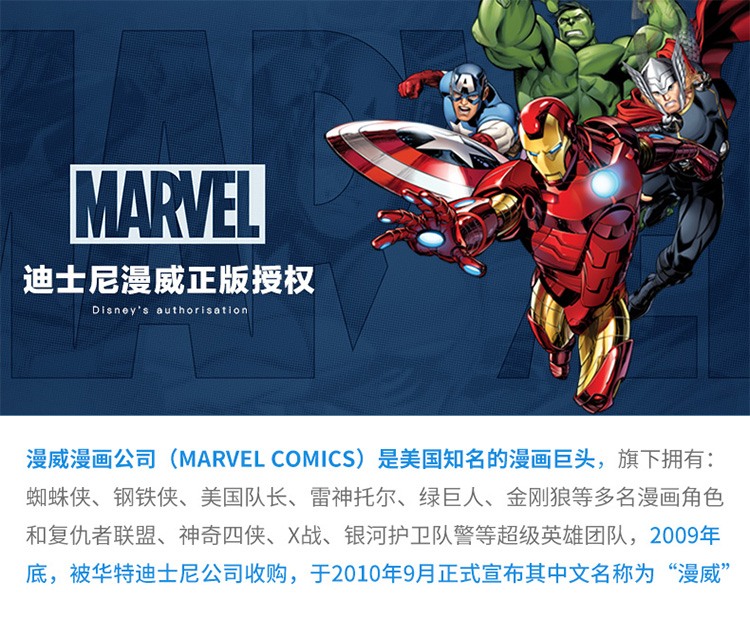 MARVEL
迪士尼漫威正版授权
Disney's authorisation
漫威漫画公司（MARVEL COMICS）是美国知名的漫画巨头，旗下拥有：
蜘蛛侠、钢铁侠、美国队长、雷神托尔、绿巨人、金刚狼等多名漫画角色
和复仇者联盟、神奇四侠、X战、银河护卫队警等超级英雄团队，2009年
底，被华特迪士尼公司收购，于2010年9月正式宣布其中文名称为“漫威”